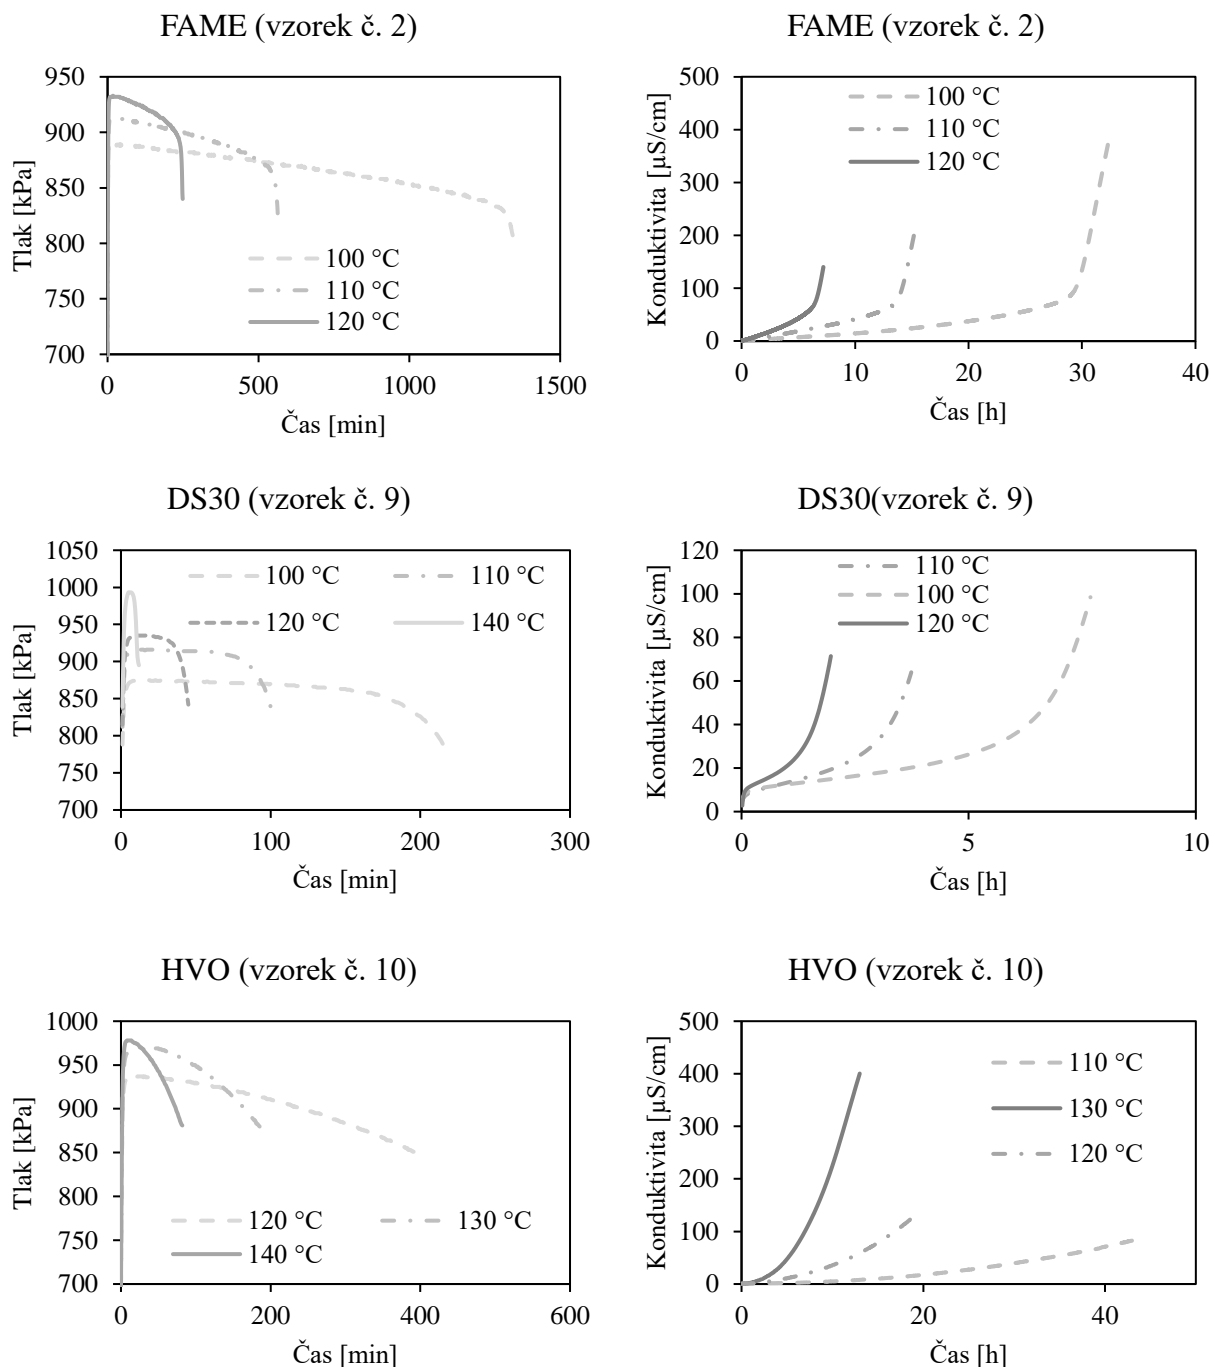 FAME (vzorek č. 2)
950
900
850
800
750
700
Tlak [kPa]
100 °C
110 °C
120 °C
0 500 1000 1500
Čas [min]
FAME (vzorek č. 2)
500
400
300
200
100
0
Konduktivita [µS/cm]
100 °C
110 °C
120 °C
0 10 20 30 40
Čas [h]
DS30 (vzorek č. 9)
1050
1000
950
900
850
800
750
700
Tlak [kPa]
100 °C 110 °C
120 °C 140 °C
0 100 200 300
Čas [min]
DS30(vzorek č. 9)
120
100
80
60
40
20
0
Konduktivita [µS/cm]
110 °C
100 °C
120 °C
0 5 10
Čas [h]
HVO (vzorek č. 10)
1000
950
900
850
800
750
700
Tlak [kPa]
120 °C 130 °C
140 °C
0 200 400 600
Čas [min]
HVO (vzorek č. 10)
500
400
300
200
100
0
Konduktivita [µS/cm]
110 °C
130 °C
120 °C
0 20 40
Čas [h]